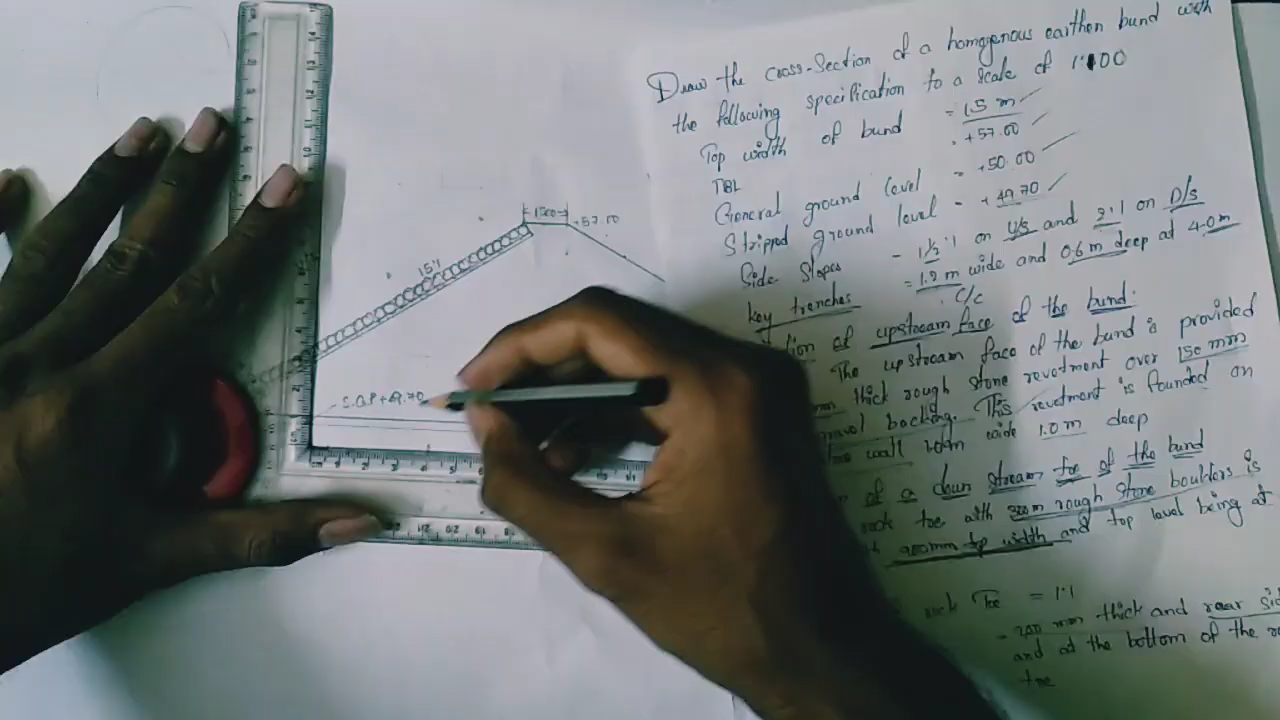 Draw the cross-Section of a homogenous earthen bund with
the following specification to a scale of 1:100
Top width of bund = 1.5 m
TBL = +57.00
General ground level = +50.00
Stripped ground level = +49.70
Side Slopes - 1½:1 on U/s and 2:1 on D/s
key trenches = 1.2 m wide and 0.6 m deep at 4.0 m
C/C
of upstream face of the bund:
The upstream face of the bund is provided
thick rough stone revetment over 150 mm
backing. This revetment is founded on
wall wide 1.0 m deep
of a down stream toe of the bund
toe with rough stone boulders is
900mm top width and top level being at
rock Toe = 1:1
- 200 mm thick and rear
and at the bottom of the
toe
1500
+57.00
1.5:1
+49.70